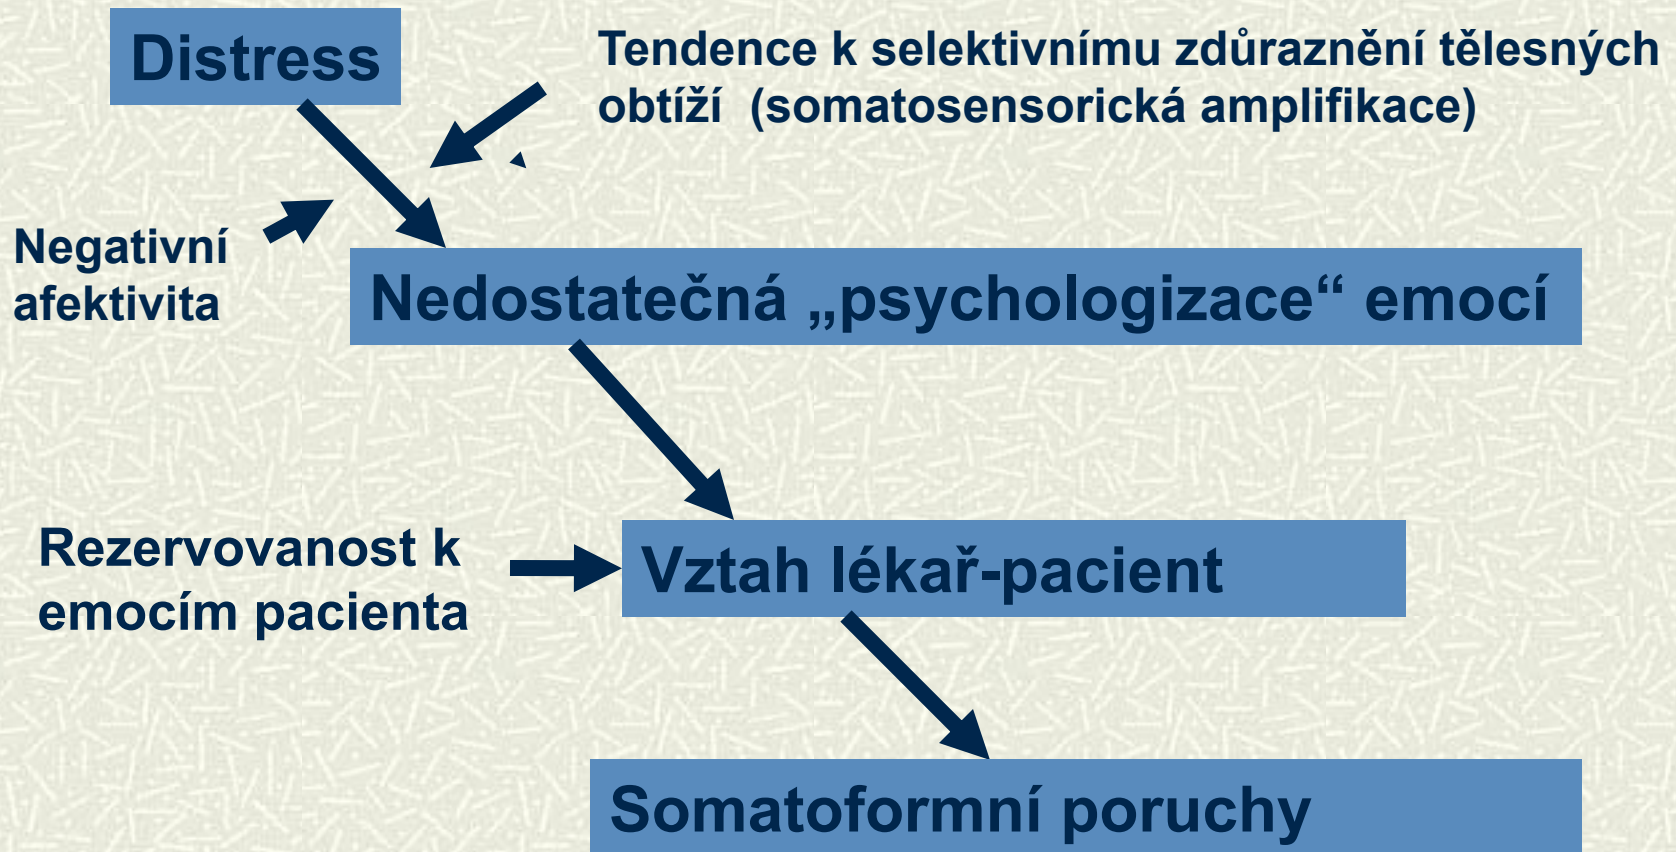 Distress
Tendence k selektivnímu zdůraznění tělesných
obtíží (somatosensorická amplifikace)
Negativní
afektivita
Nedostatečná „psychologizace“ emocí
Rezervovanost k
emocím pacienta
Vztah lékař-pacient
Somatoformní poruchy